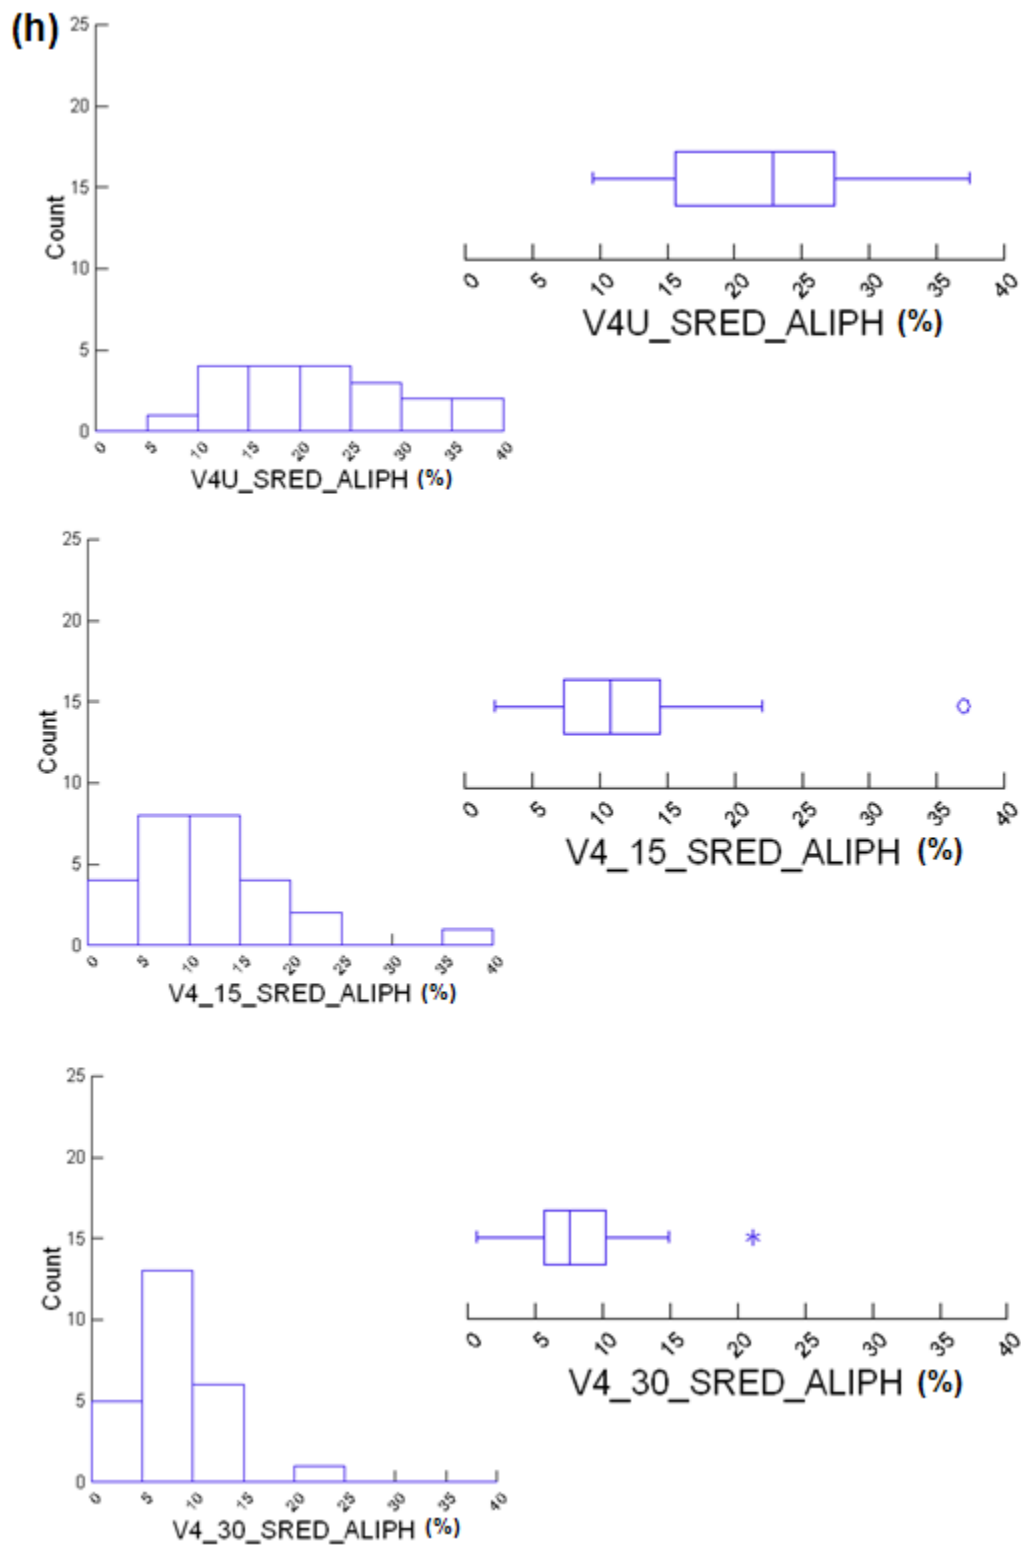 (h)
25
20
15
10
5
0
Count
0 5 10 15 20 25 30 35 40
V4U_SRED_ALIPH (%)
0 5 10 15 20 25 30 35 40
V4U_SRED_ALIPH (%)
25
20
15
10
5
0
Count
0 5 10 15 20 25 30 35 40
V4_15_SRED_ALIPH (%)
0 5 10 15 20 25 30 35 40
V4_15_SRED_ALIPH (%)
25
20
15
10
5
0
Count
0 5 10 15 20 25 30 35 40
V4_30_SRED_ALIPH (%)
0 5 10 15 20 25 30 35 40
V4_30_SRED_ALIPH (%)